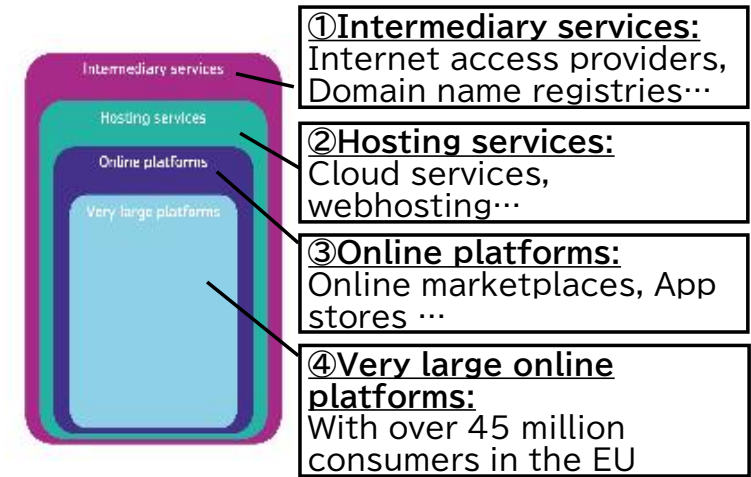 Intermediary services
Hosting services
Online platforms
Very large platforms
①Intermediary services:
Internet access providers,
Domain name registries…
②Hosting services:
Cloud services,
webhosting…
③Online platforms:
Online marketplaces, App
stores …
④Very large online
platforms:
With over 45 million
consumers in the EU